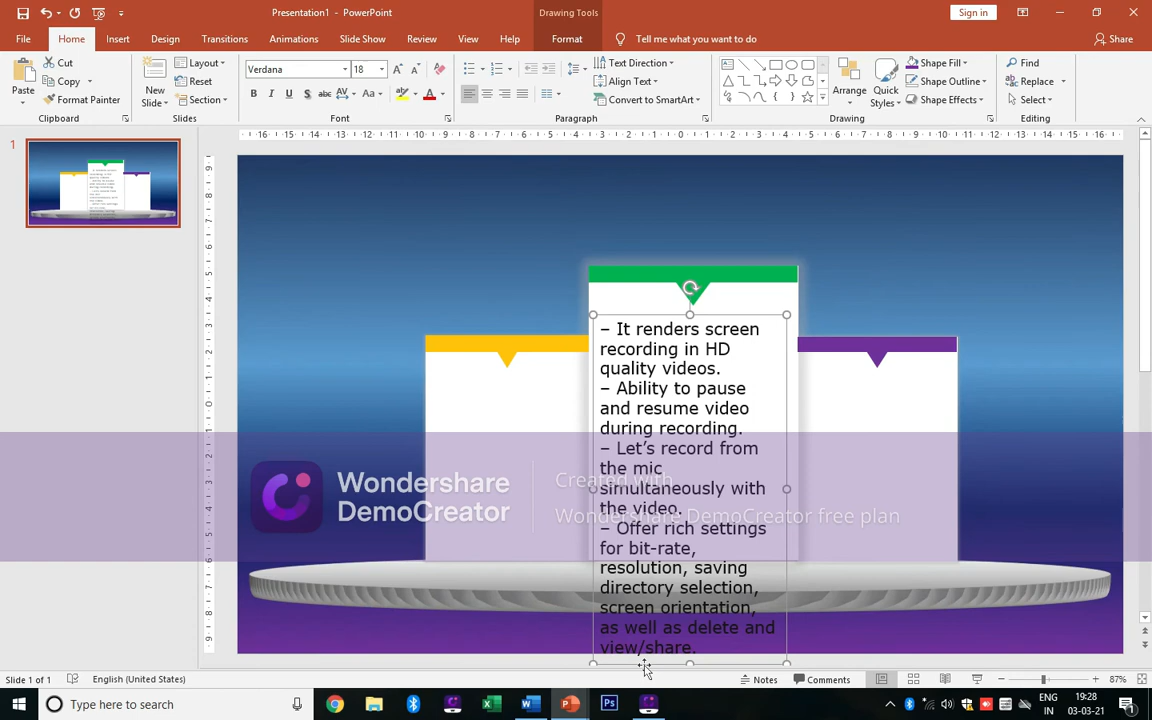 Presentation1 - PowerPoint
Drawing Tools
Sign in
File
Home
Insert
Design
Transitions
Animations
Slide Show
Review
View
Help
Format
Tell me what you want to do
Share
Paste
Cut
Copy
Format Painter
Clipboard
New
Slide
Layout
Reset
Section
Slides
Verdana
18
Font
Text Direction
Align Text
Convert to SmartArt
Paragraph
Arrange
Quick
Styles
Shape Fill
Shape Outline
Shape Effects
Drawing
Find
Replace
Select
Editing
1
– It renders screen
recording in HD
quality videos.
– Ability to pause
and resume video
during recording.
– Let's record from
the mic
simultaneously with
the video.
– Offer rich settings
for bit-rate,
resolution, saving
directory selection,
screen orientation,
as well as delete and
view/share.
Wondershare
DemoCreator
Created with
Wondershare DemoCreator free plan
Slide 1 of 1
English (United States)
Notes
Comments
87%
Type here to search
ENG
IN
19:28
03-03-21
1